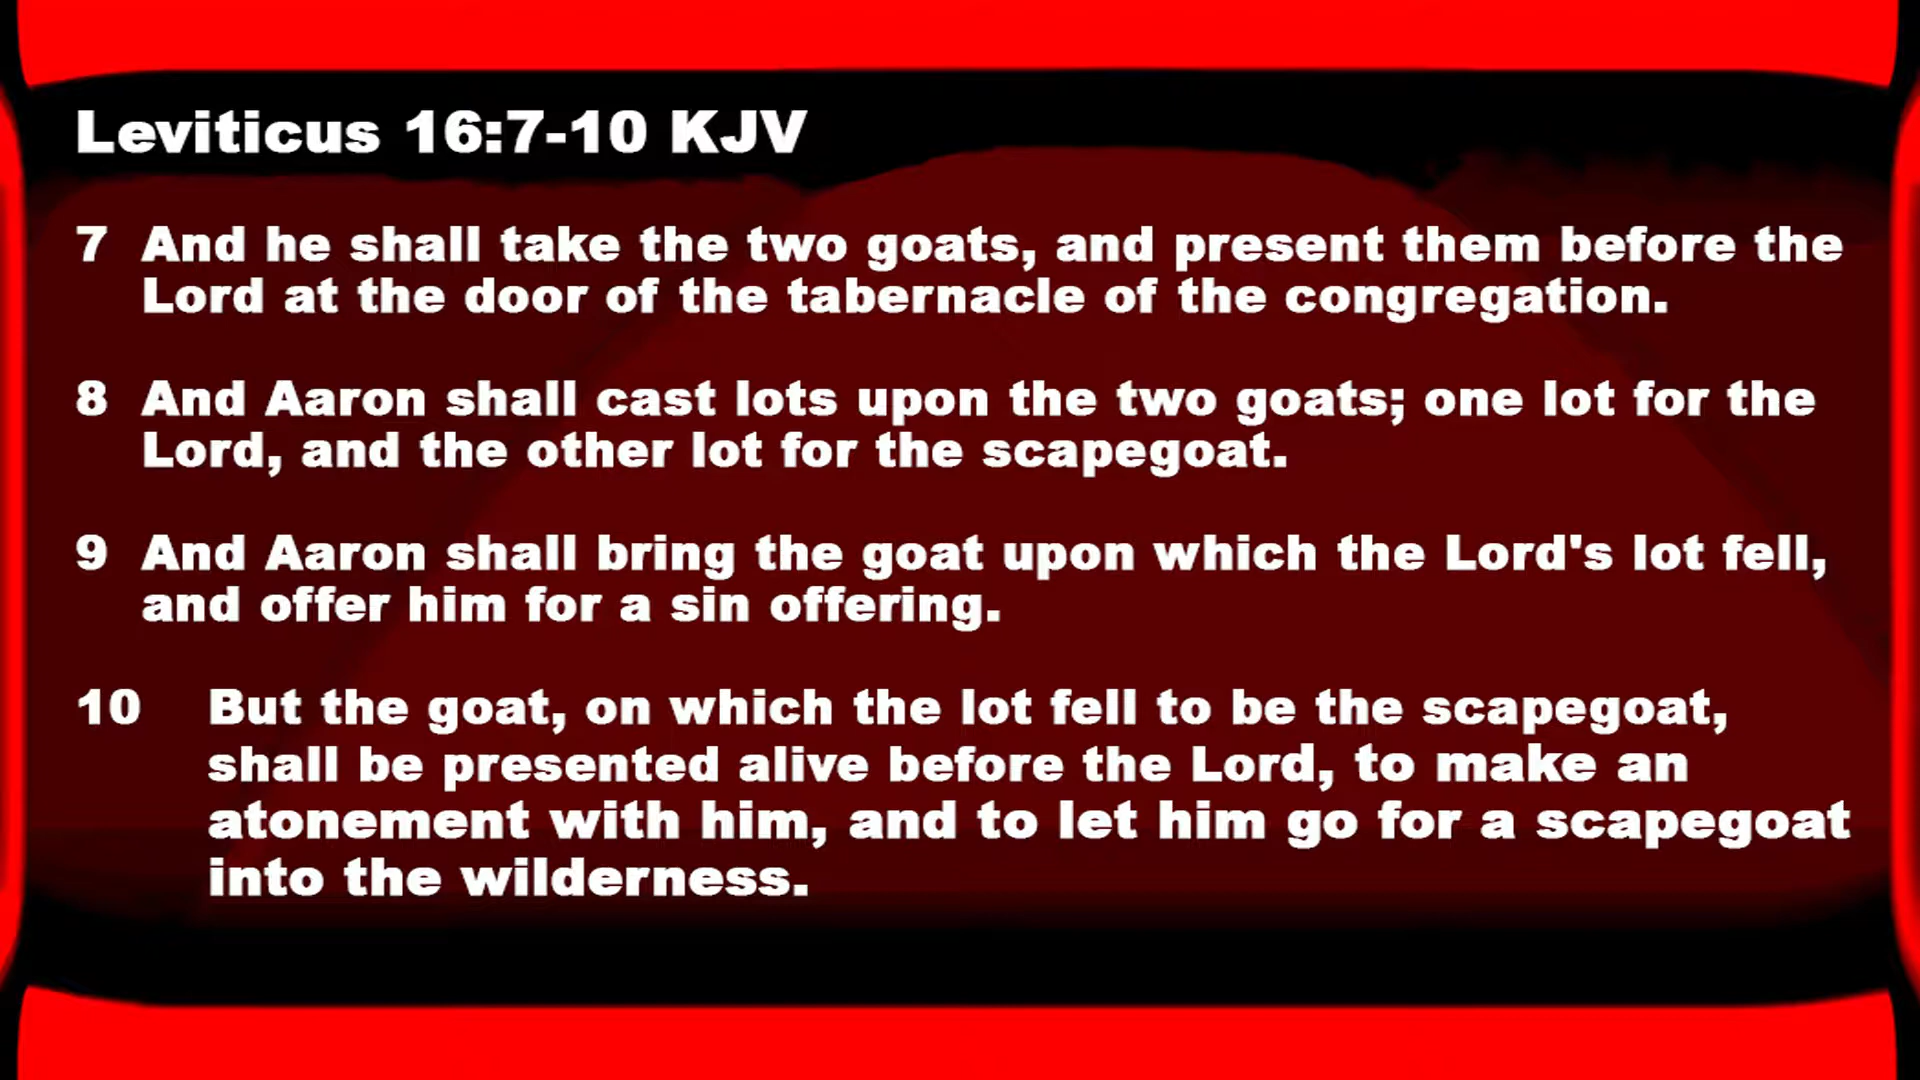 Leviticus 16:7-10 KJV
7 And he shall take the two goats, and present them before the
Lord at the door of the tabernacle of the congregation.
8 And Aaron shall cast lots upon the two goats; one lot for the
Lord, and the other lot for the scapegoat.
9 And Aaron shall bring the goat upon which the Lord's lot fell,
and offer him for a sin offering.
10 But the goat, on which the lot fell to be the scapegoat,
shall be presented alive before the Lord, to make an
atonement with him, and to let him go for a scapegoat
into the wilderness.